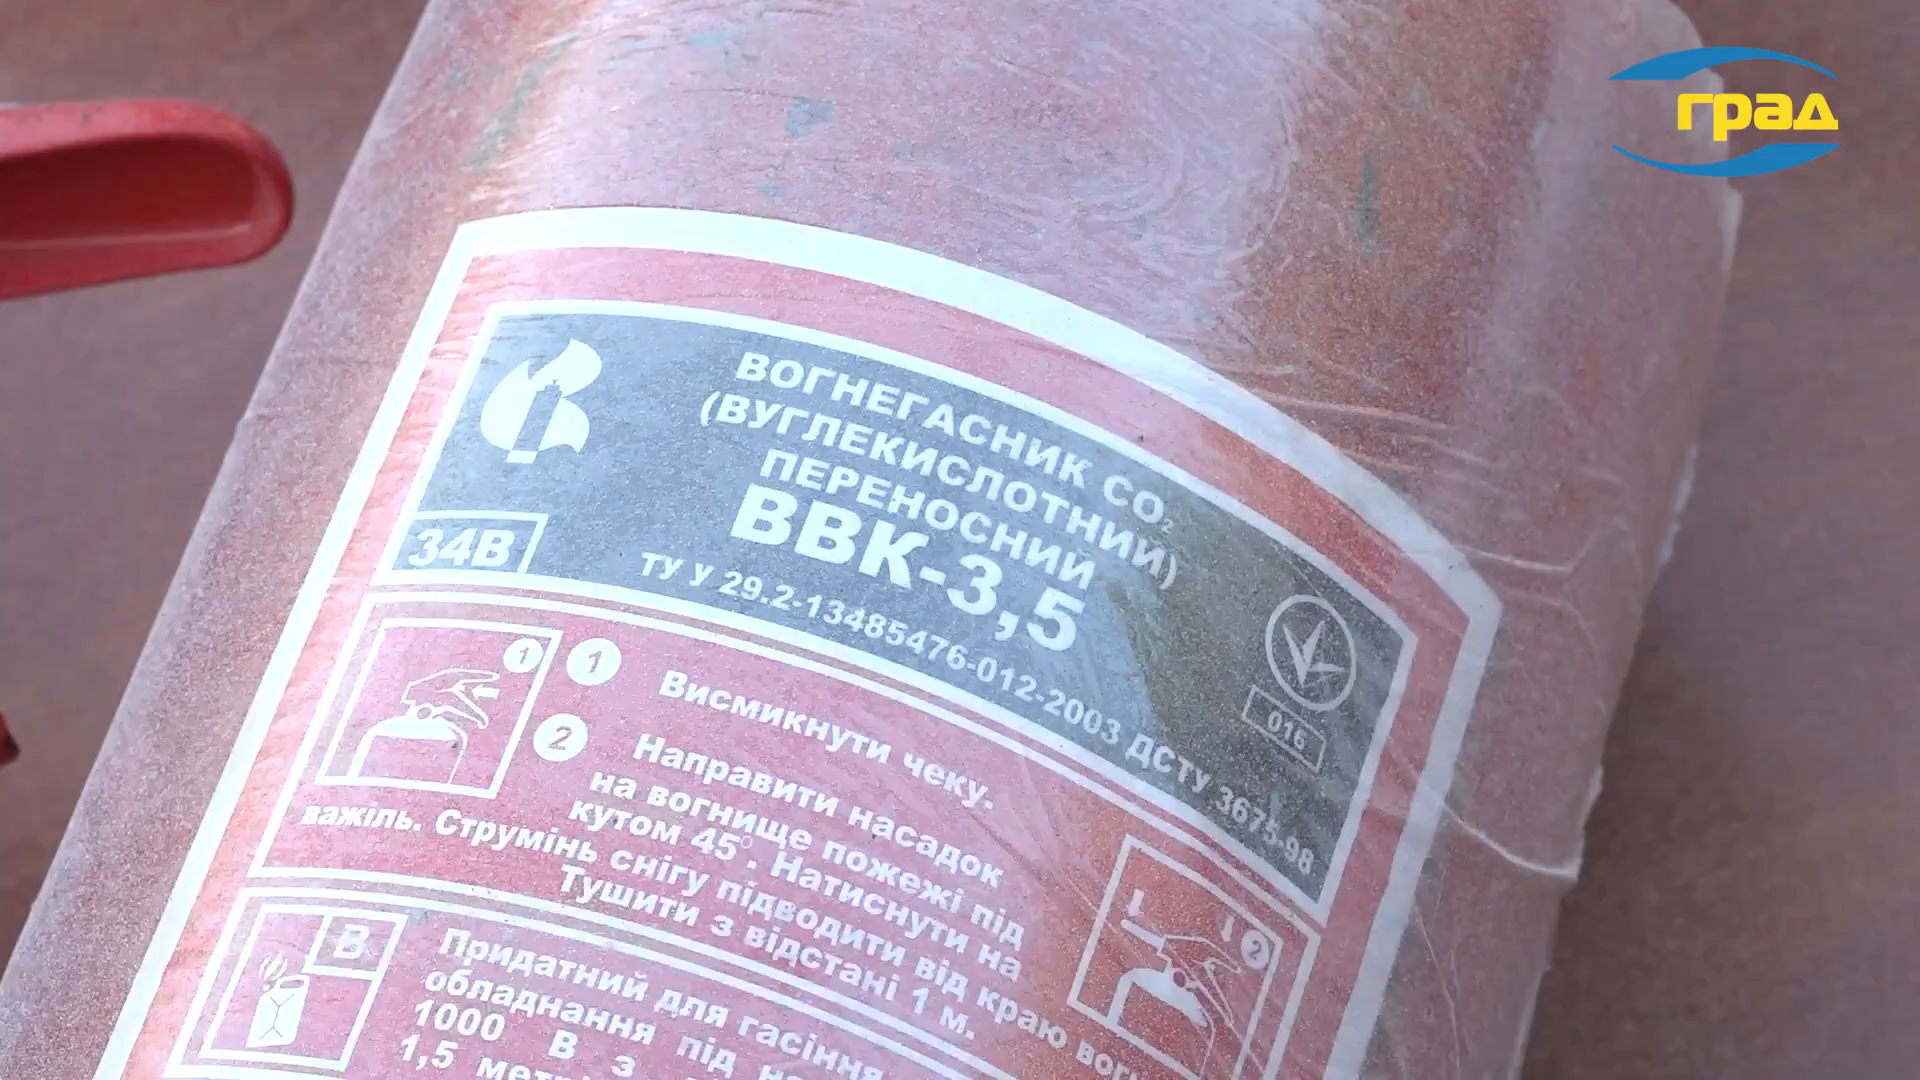 град
ВОГНЕГАСНИК CO₂
(ВУГЛЕКИСЛОТНИЙ)
ПЕРЕНОСНИЙ
ВВК-3,5
34В
ТУ У 29.2-13485476-012-2003 ДСТУ 3675-98
016
1
1 Висмикнути чеку.
2 Направити насадок
на вогнище пожежі під
кутом 45°. Натиснути на
важіль. Струмінь снігу підводити від краю
Тушити з відстані 1 м.
2
В
Придатний для гасіння
обладнання під
1000 В з
1,5